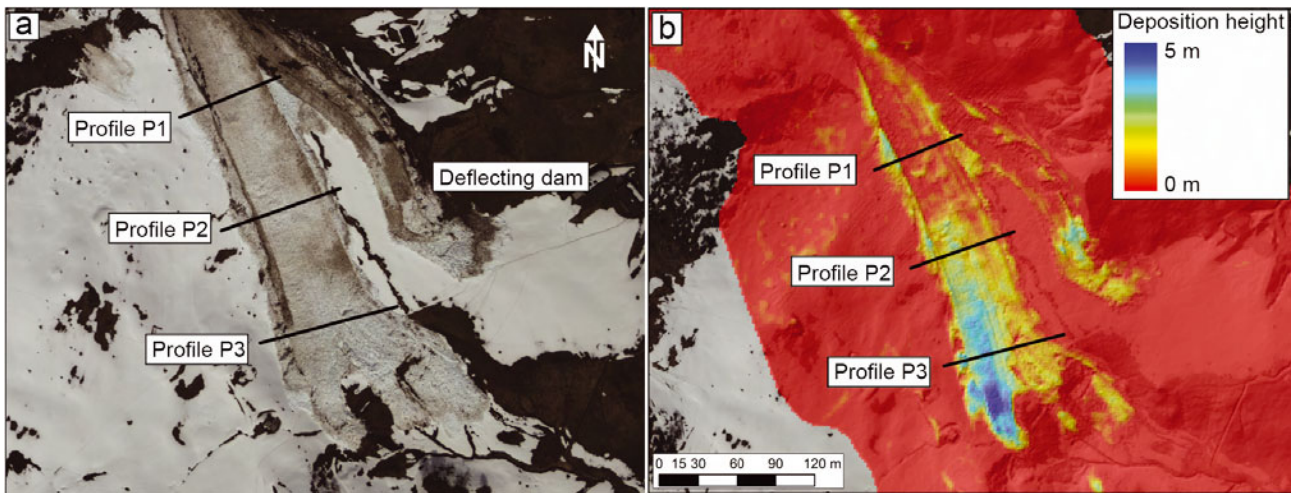 a
N
Profile P1
Deflecting dam
Profile P2
Profile P3
b
Deposition height
5 m
0 m
Profile P1
Profile P2
Profile P3
0 15 30 60 90 120 m